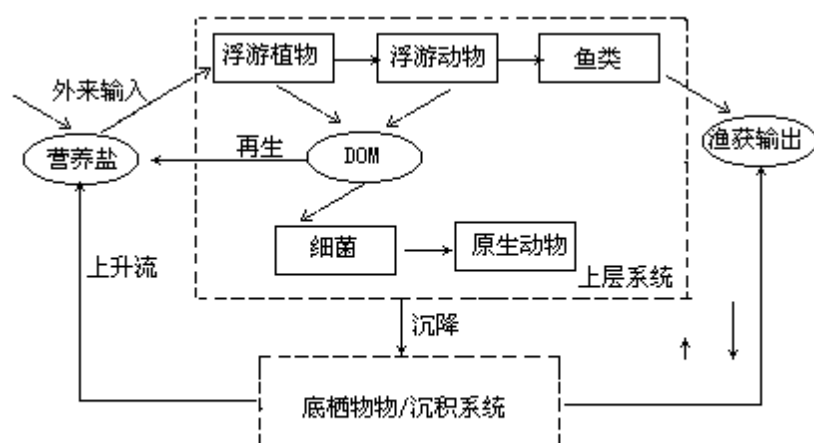 浮游植物
浮游动物
鱼类
外来输入
营养盐
再生
DOM
渔获输出
细菌
原生动物
上层系统
上升流
沉降
底栖物物/沉积系统